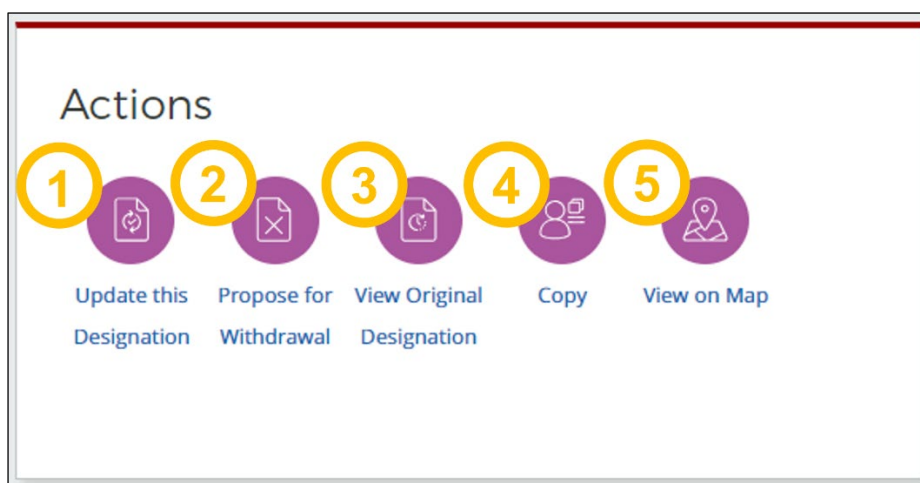 Actions
1 2 3 4 5
Update this Propose for View Original Copy View on Map
Designation Withdrawal Designation